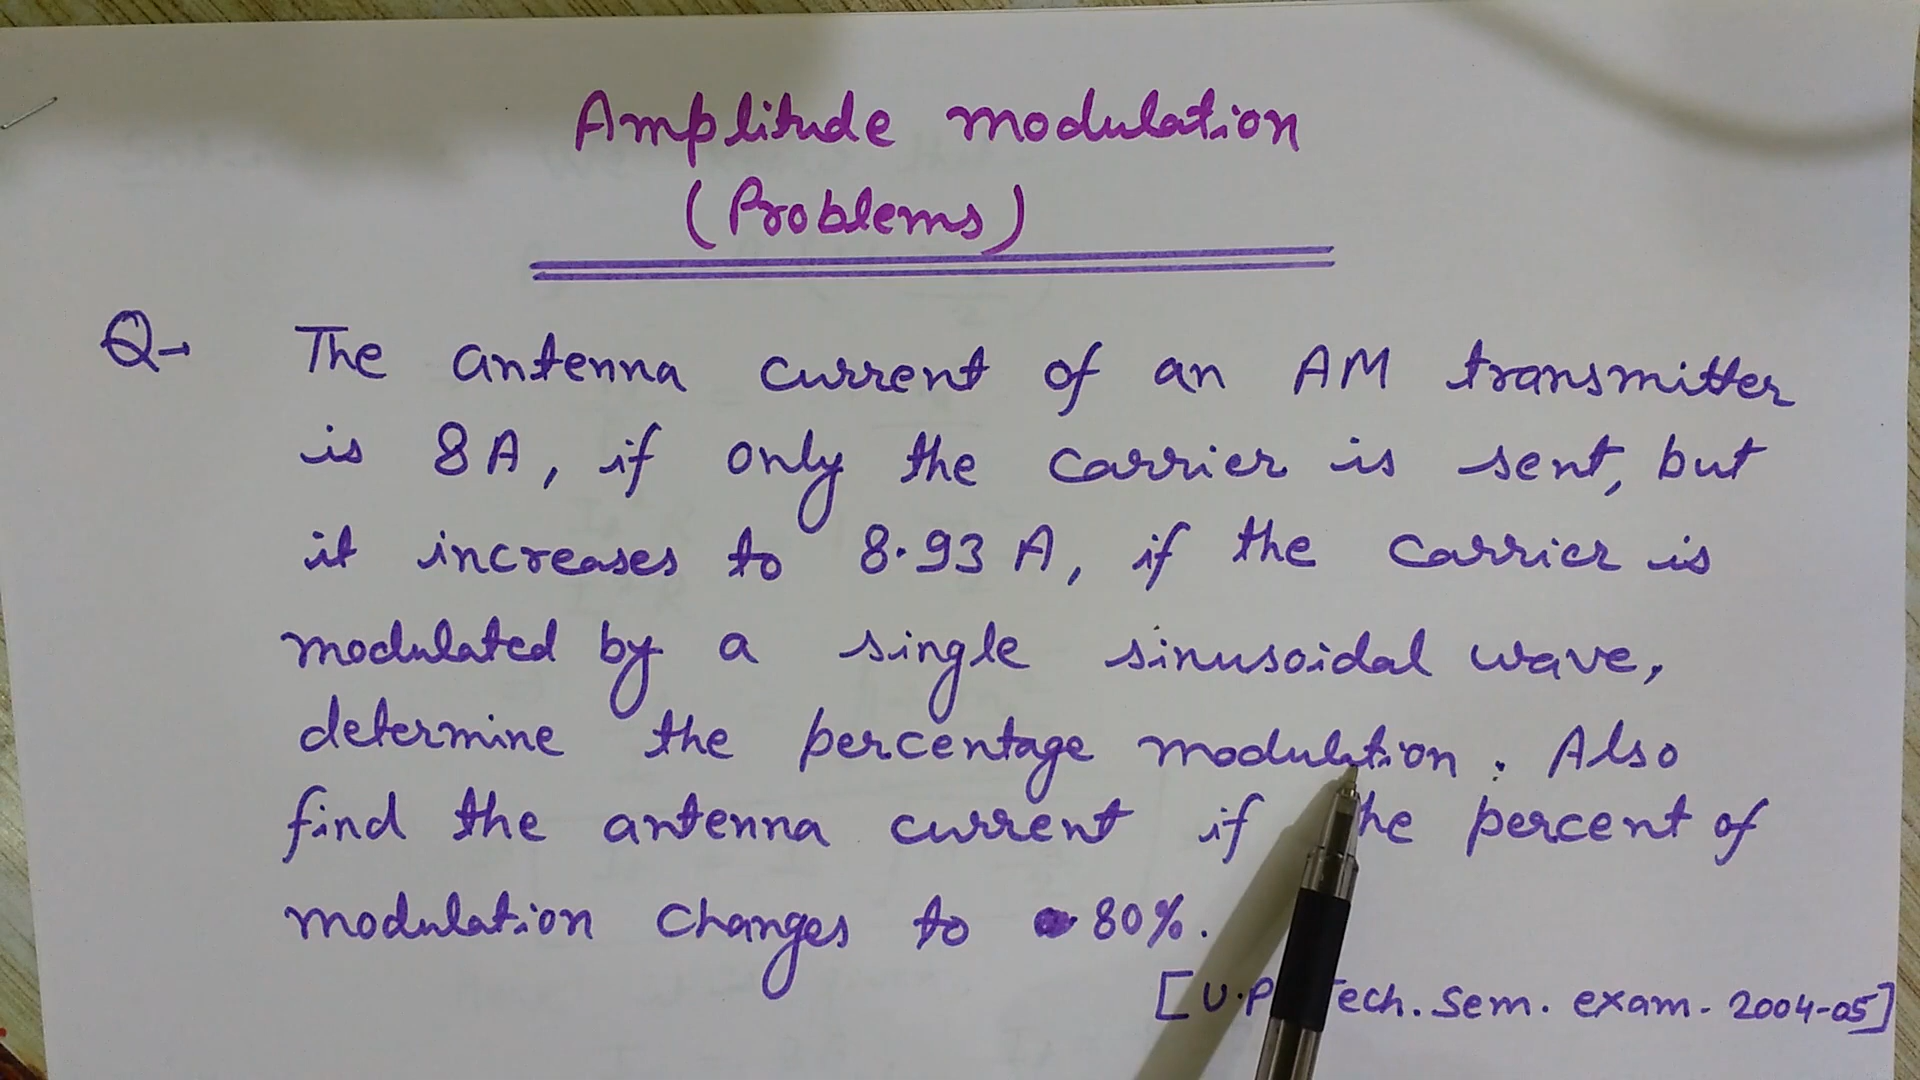 Amplitude modulation
(Problems)
Q→ The antenna current of an AM transmitter
is 8A, if only the carrier is sent, but
it increases to 8.93 A, if the carrier is
modulated by a single sinusoidal wave,
determine the percentage modulation. Also
find the antenna current if the percent of
modulation changes to 80%.
[U.P. Tech. Sem. exam. 2004-05]